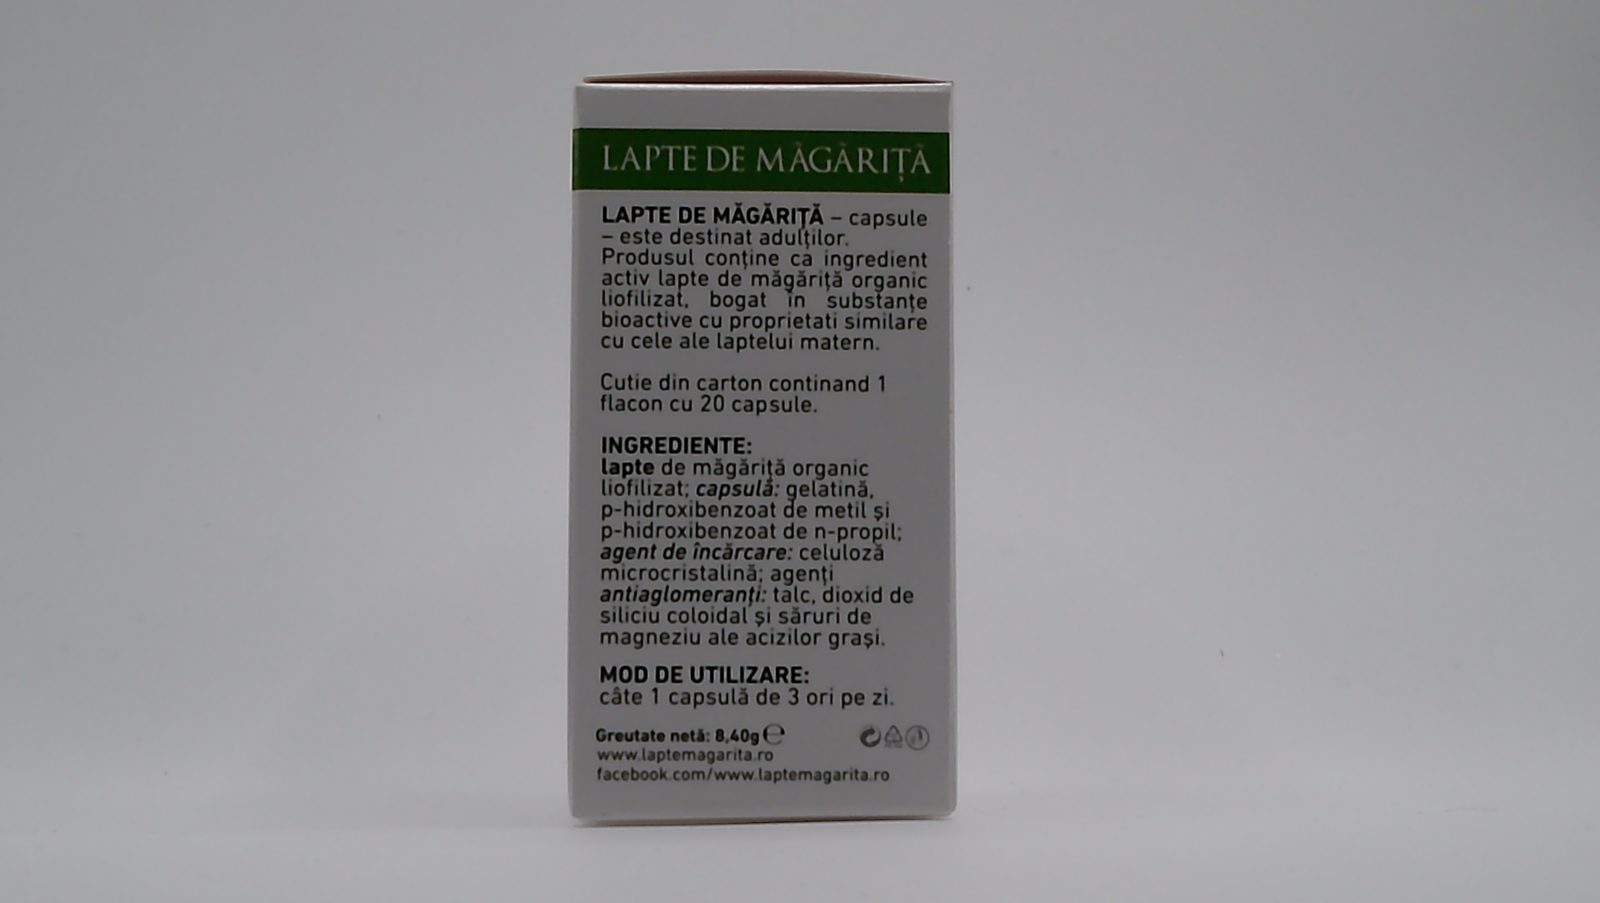 LAPTE DE MĂGĂRIȚĂ
LAPTE DE MĂGĂRIȚĂ – capsule
– este destinat adulților.
Produsul conține ca ingredient
activ lapte de măgăriță organic
liofilizat, bogat în substanțe
bioactive cu proprietati similare
cu cele ale laptelui matern.
Cutie din carton continand 1
flacon cu 20 capsule.
INGREDIENTE:
lapte de măgăriță organic
liofilizat; capsulă: gelatină,
p-hidroxibenzoat de metil și
p-hidroxibenzoat de n-propil;
agent de încărcare: celuloză
microcristalină; agenți
antiaglomeranți: talc, dioxid de
siliciu coloidal și săruri de
magneziu ale acizilor grași.
MOD DE UTILIZARE:
câte 1 capsulă de 3 ori pe zi.
Greutate netă: 8,40g ℮
www.laptemagarita.ro
facebook.com/www.laptemagarita.ro